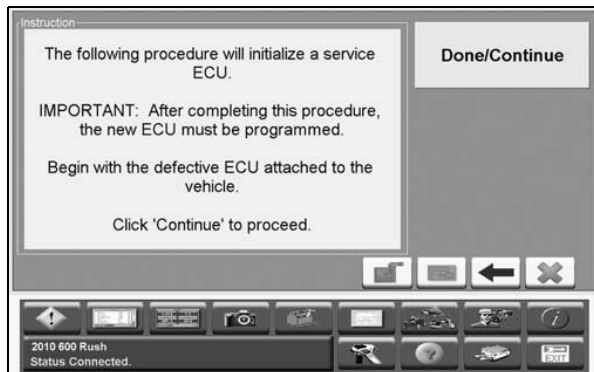 Instruction
The following procedure will initialize a service
ECU.
IMPORTANT: After completing this procedure,
the new ECU must be programmed.
Begin with the defective ECU attached to the
vehicle.
Click 'Continue' to proceed.
Done/Continue
2010 600 Rush
Status Connected.
?
i
EXIT